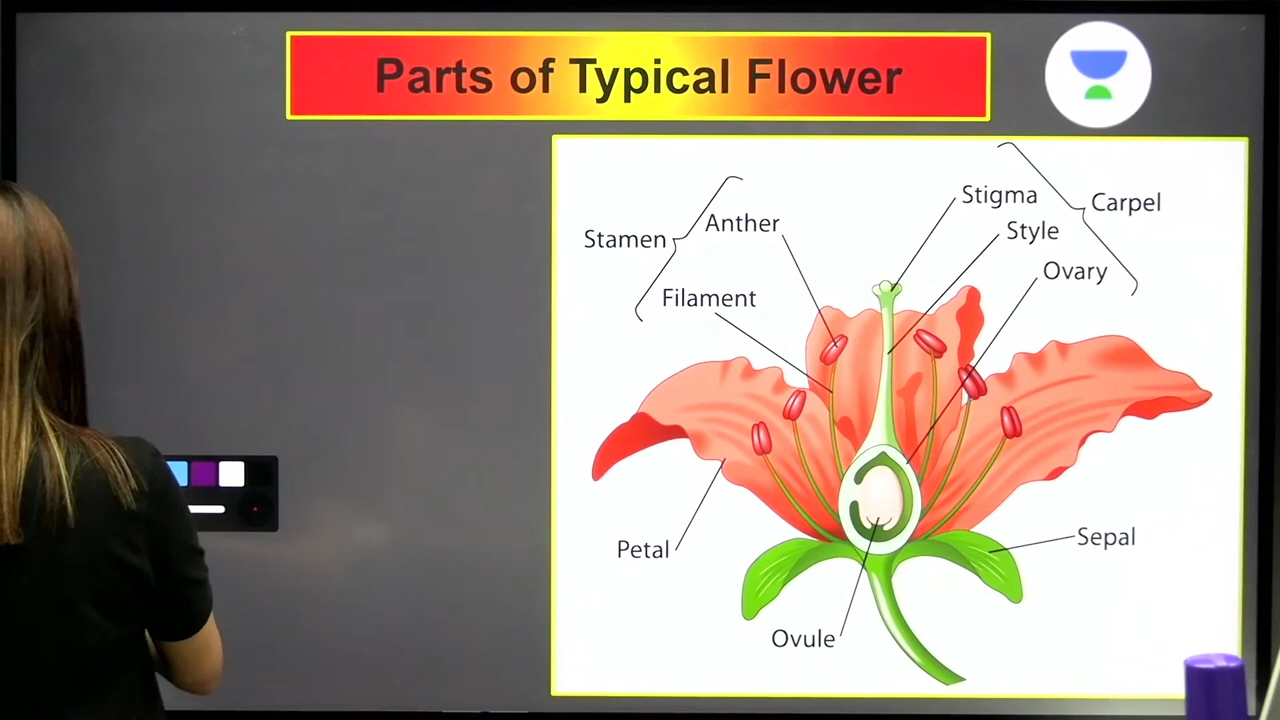 Parts of Typical Flower
Stigma
Carpel
Anther
Stamen
Style
Ovary
Filament
Petal
Sepal
Ovule